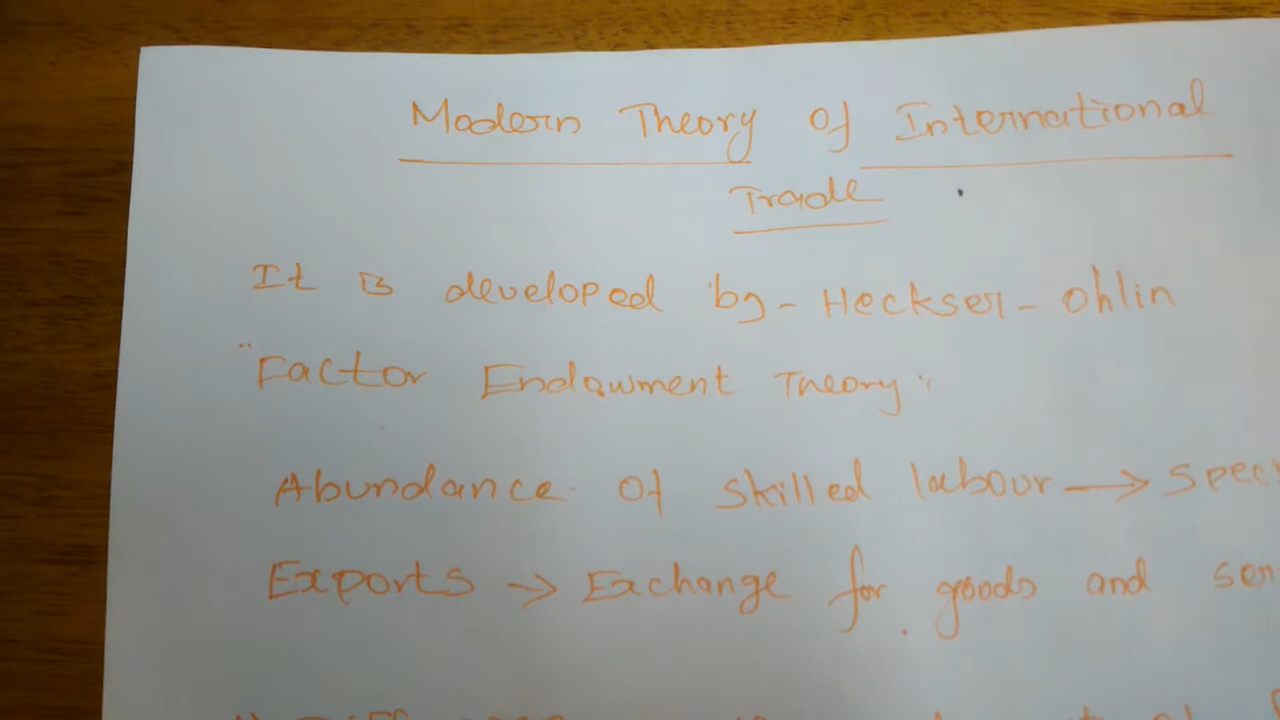 Modern Theory of International
Trade
It is developed by - Heckser - Ohlin
"Factor Endowment Theory"
Abundance of skilled labour → spec
Exports → Exchange for goods and ser